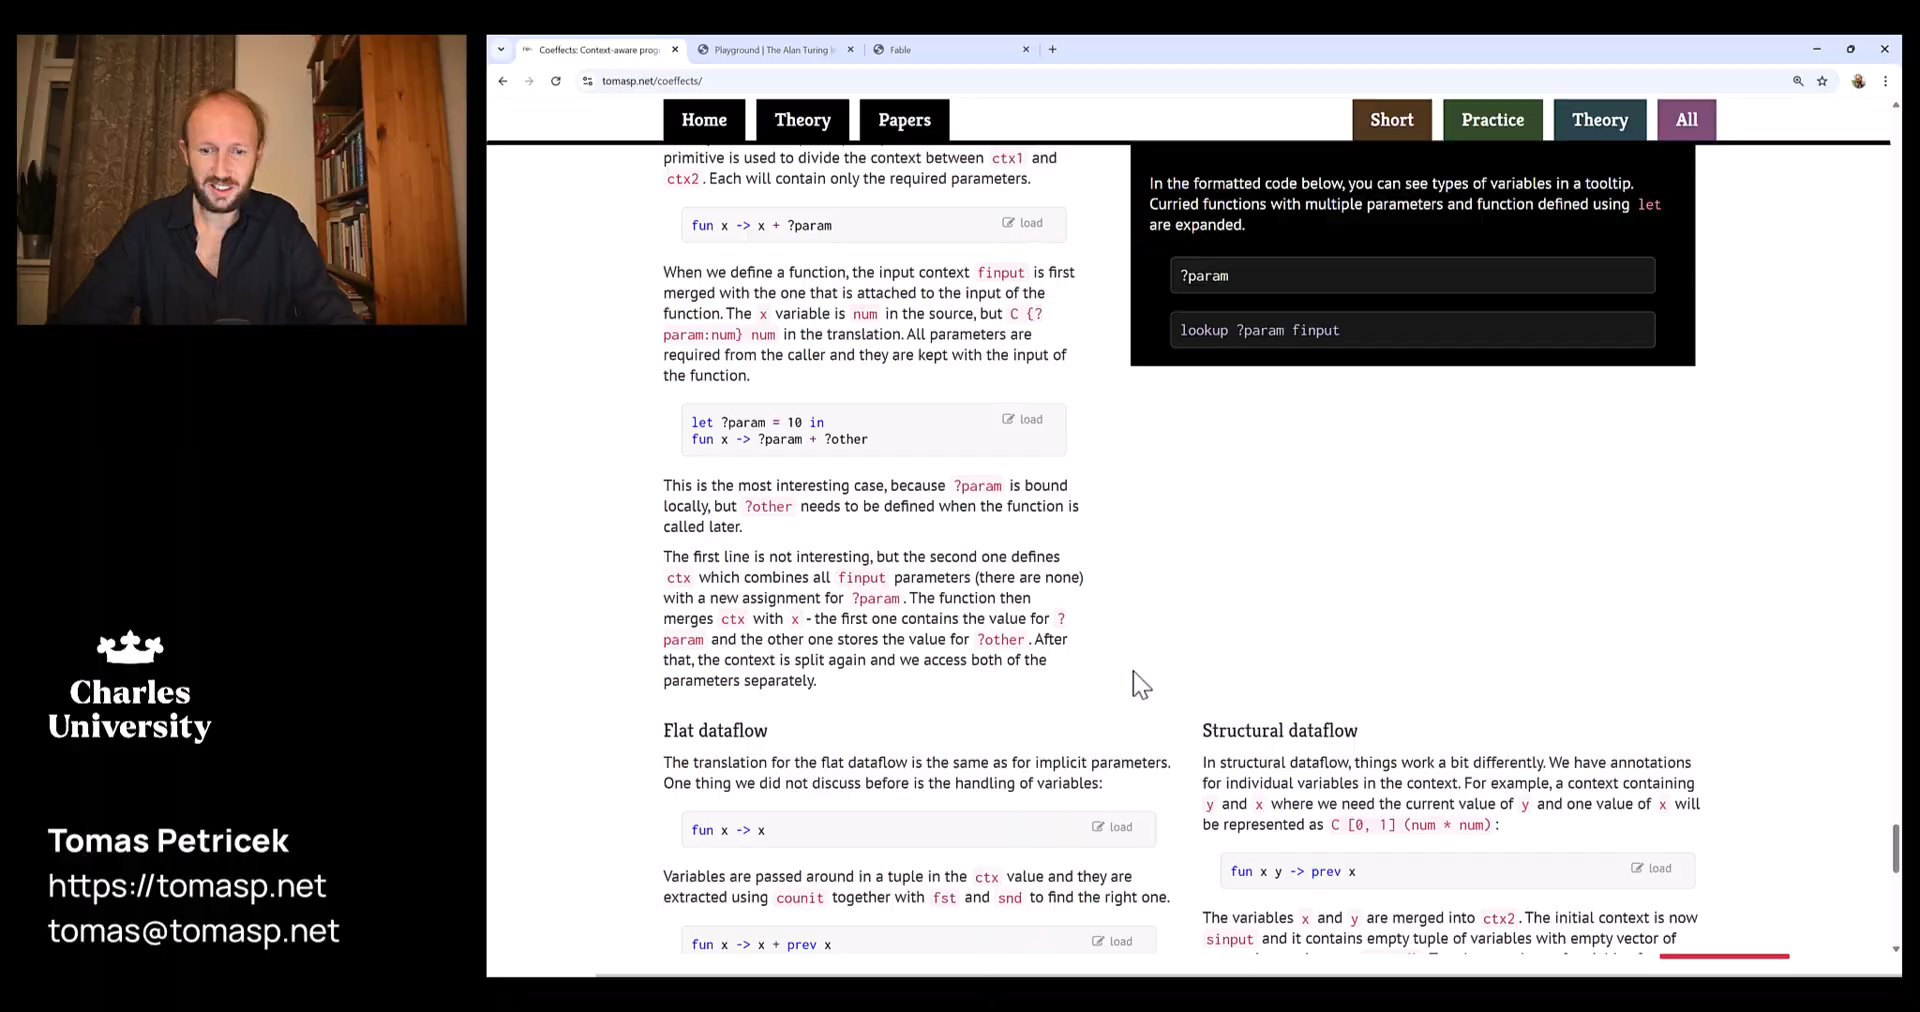 Coeffects: Context-aware prog
Playground | The Alan Turing In
Fable
tomasp.net/coeffects/
Home
Theory
Papers
Short
Practice
Theory
All
primitive is used to divide the context between ctx1 and
ctx2. Each will contain only the required parameters.
fun x -> x + ?param
load
When we define a function, the input context finput is first
merged with the one that is attached to the input of the
function. The x variable is num in the source, but C {?
param:num} num in the translation. All parameters are
required from the caller and they are kept with the input of
the function.
let ?param = 10 in
fun x -> ?param + ?other
load
This is the most interesting case, because ?param is bound
locally, but ?other needs to be defined when the function is
called later.
The first line is not interesting, but the second one defines
ctx which combines all finput parameters (there are none)
with a new assignment for ?param. The function then
merges ctx with x - the first one contains the value for ?
param and the other one stores the value for ?other. After
that, the context is split again and we access both of the
parameters separately.
In the formatted code below, you can see types of variables in a tooltip.
Curried functions with multiple parameters and function defined using let
are expanded.
?param
lookup ?param finput
Flat dataflow
The translation for the flat dataflow is the same as for implicit parameters.
One thing we did not discuss before is the handling of variables:
fun x -> x
load
Variables are passed around in a tuple in the ctx value and they are
extracted using counit together with fst and snd to find the right one.
fun x -> x + prev x
load
Structural dataflow
In structural dataflow, things work a bit differently. We have annotations
for individual variables in the context. For example, a context containing
y and x where we need the current value of y and one value of x will
be represented as C [0, 1] (num * num):
fun x y -> prev x
load
The variables x and y are merged into ctx2. The initial context is now
sinput and it contains empty tuple of variables with empty vector of
Charles
University
Tomas Petricek
https://tomasp.net
tomas@tomasp.net